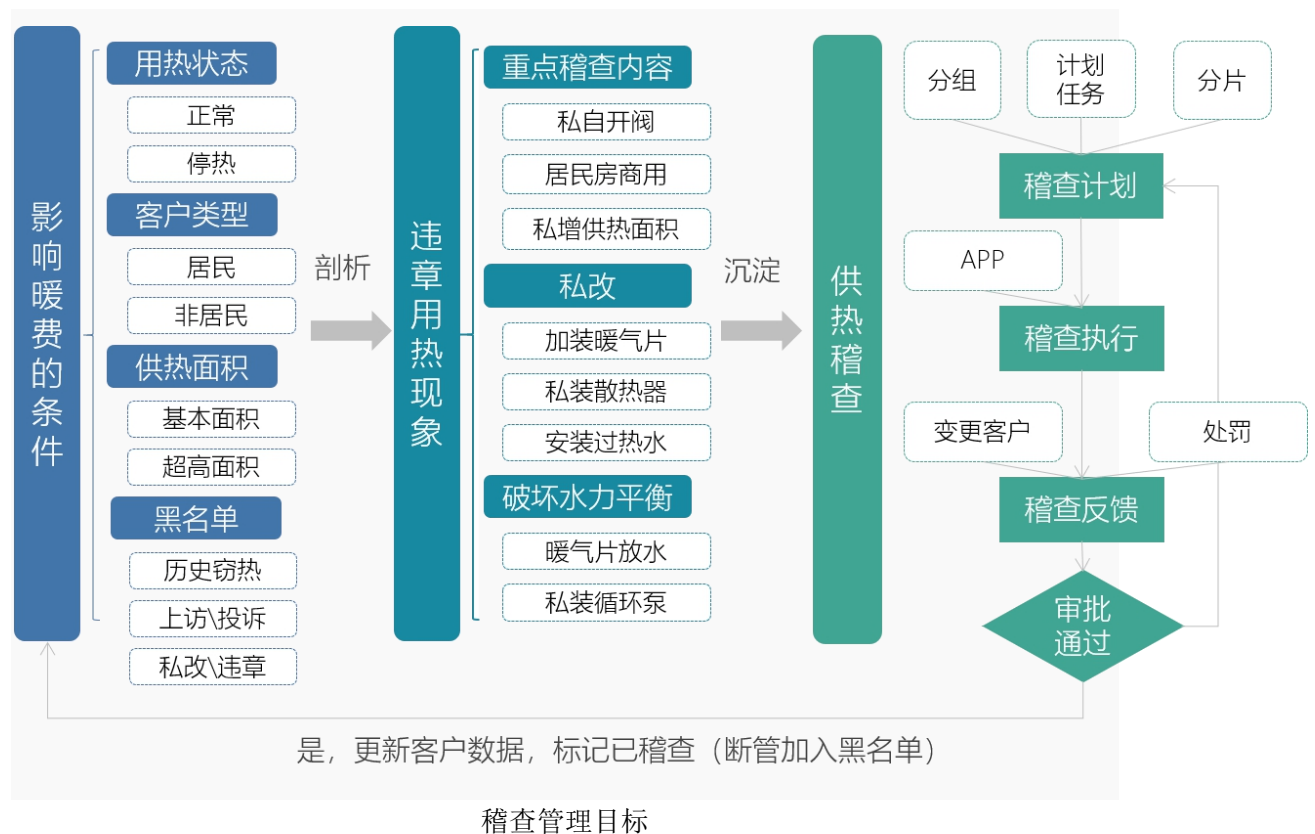 影响暖费的条件
用热状态
正常
停热
客户类型
居民
非居民
供热面积
基本面积
超高面积
黑名单
历史窃热
上访\投诉
私改\违章
剖析
违章用热现象
重点稽查内容
私自开阀
居民房商用
私增供热面积
私改
加装暖气片
私装散热器
安装过热水
破坏水力平衡
暖气片放水
私装循环泵
沉淀
供热稽查
分组
计划
任务
分片
稽查计划
APP
稽查执行
变更客户
处罚
稽查反馈
审批
通过
是，更新客户数据，标记已稽查（断管加入黑名单）
稽查管理目标